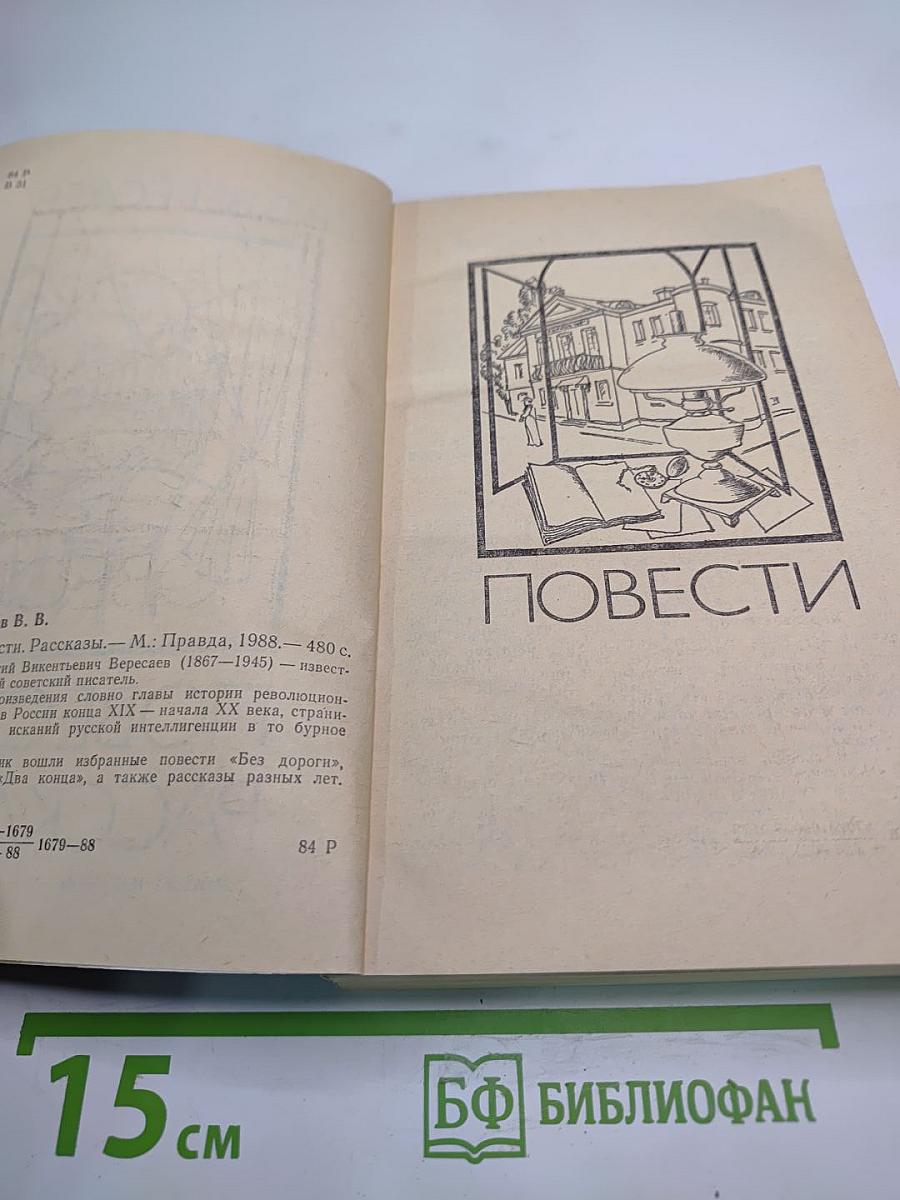 84 Р
В 31
в В. В.
сти. Рассказы.— М.: Правда, 1988.— 480 с.
тий Викентьевич Вересаев (1867—1945) — извест-
й советский писатель.
оизведения словно главы истории революцион-
в России конца XIX — начала XX века, страни-
исканий русской интеллигенции в то бурное
ик вошли избранные повести «Без дороги»,
«Два конца», а также рассказы разных лет.
—1679
- 88
1679—88
84 Р
ПОВЕСТИ
15 см
БФ БИБЛИОФАН